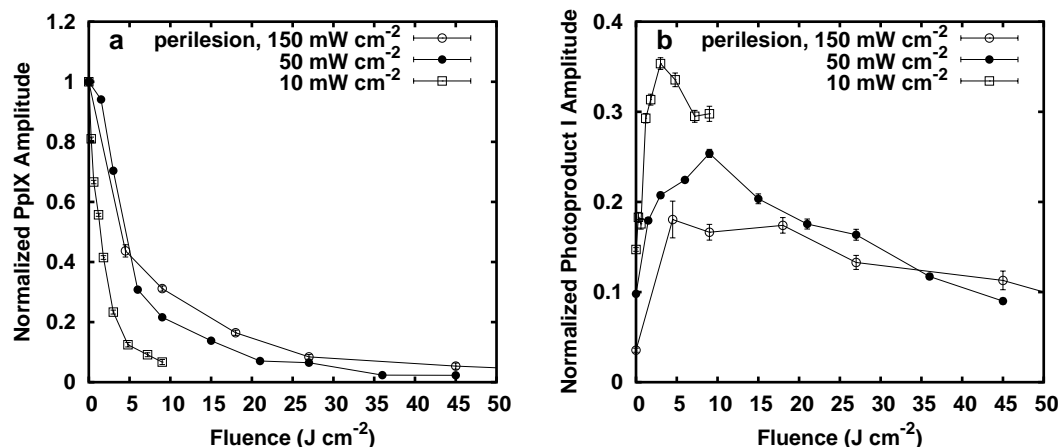 a
perilesion, 150 mW cm-2
50 mW cm-2
10 mW cm-2
Normalized PpIX Amplitude
1.2
1
0.8
0.6
0.4
0.2
0
0 5 10 15 20 25 30 35 40 45 50
Fluence (J cm-2)
b
perilesion, 150 mW cm-2
50 mW cm-2
10 mW cm-2
Normalized Photoproduct I Amplitude
0.4
0.3
0.2
0.1
0
0 5 10 15 20 25 30 35 40 45 50
Fluence (J cm-2)